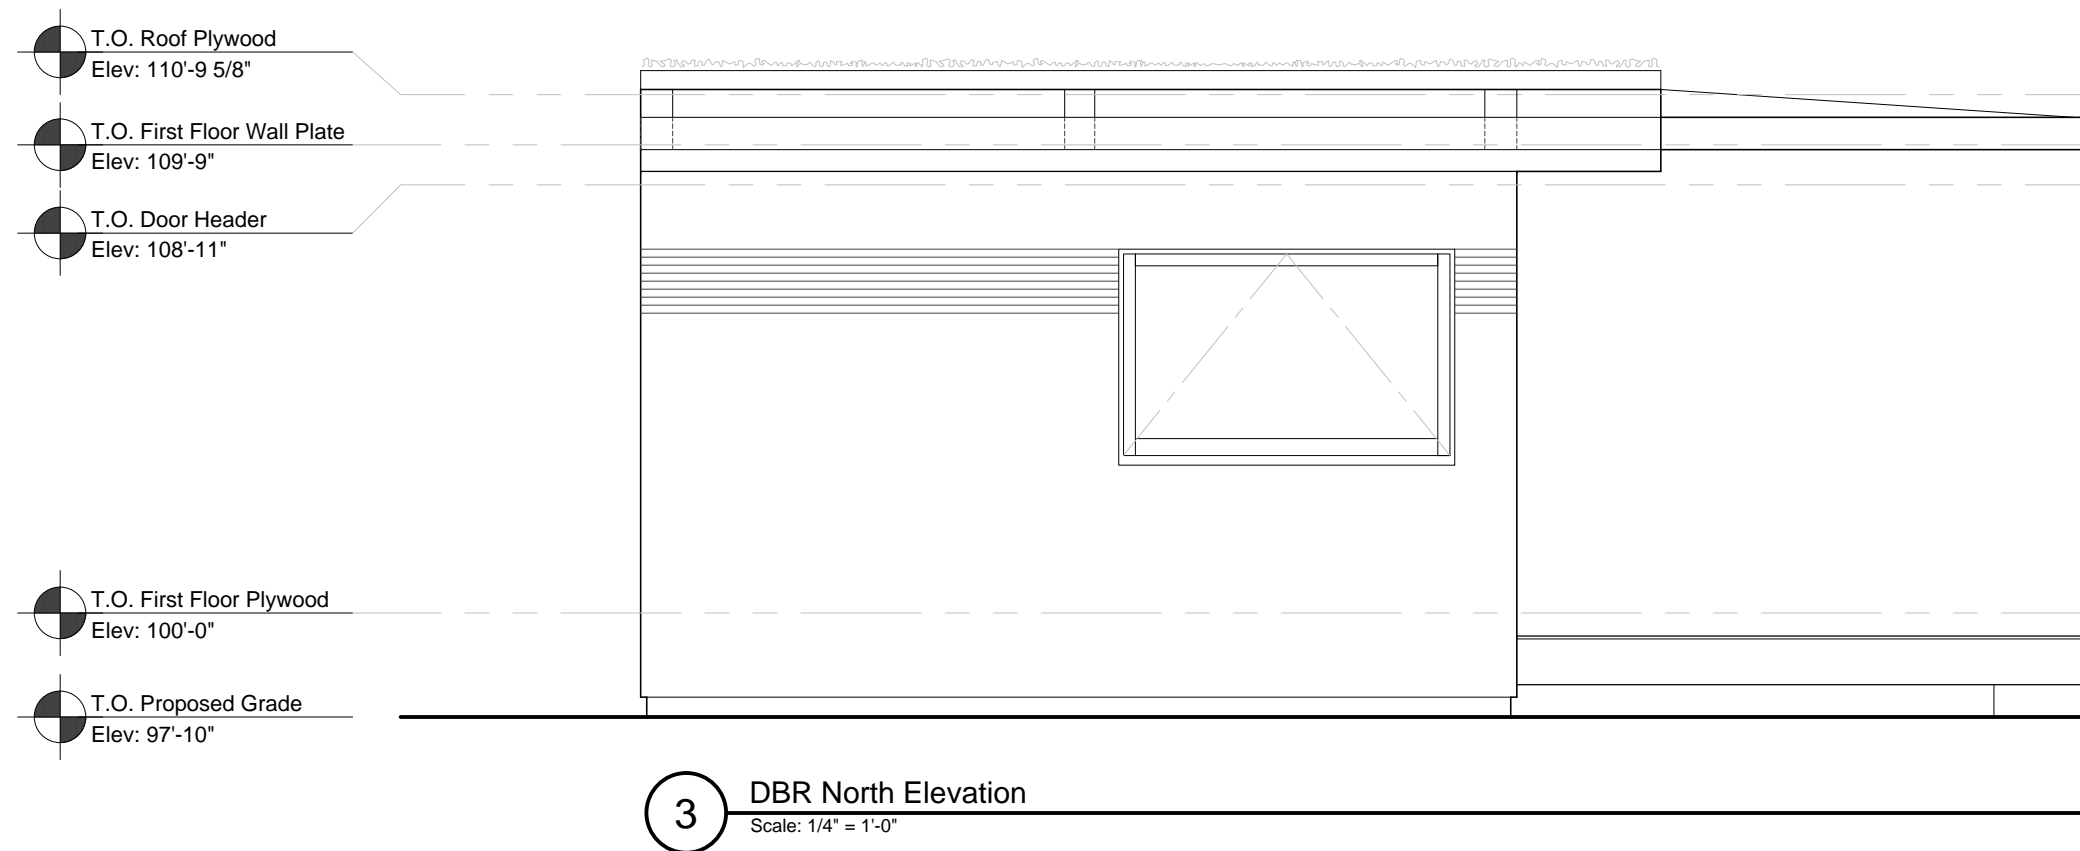 T.O. Roof Plywood
Elev: 110'-9 5/8"
T.O. First Floor Wall Plate
Elev: 109'-9"
T.O. Door Header
Elev: 108'-11"
T.O. First Floor Plywood
Elev: 100'-0"
T.O. Proposed Grade
Elev: 97'-10"
3
DBR North Elevation
Scale: 1/4" = 1'-0"